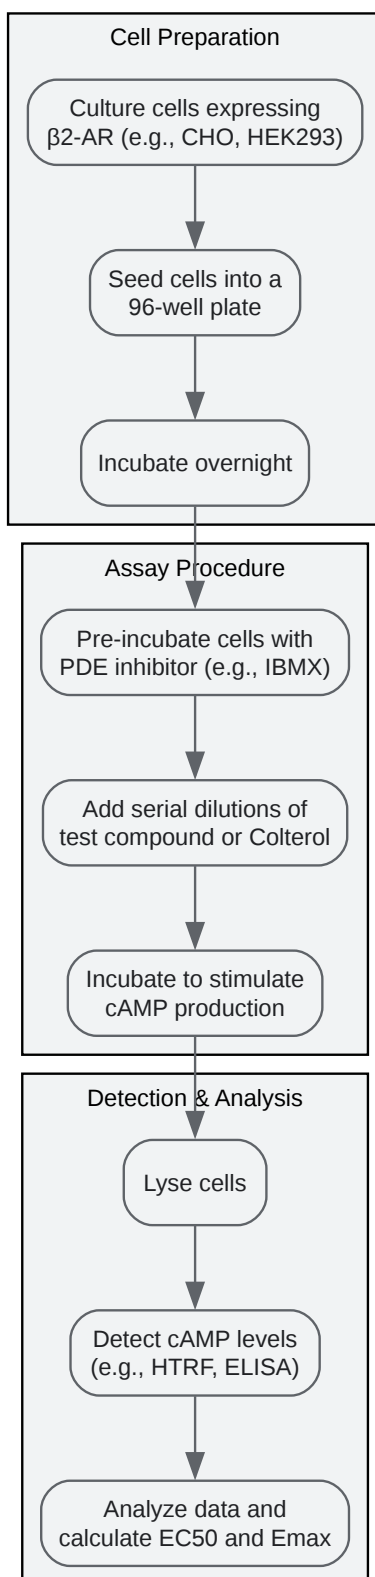 Cell Preparation
Culture cells expressing
β2-AR (e.g., CHO, HEK293)
Seed cells into a
96-well plate
Incubate overnight
Assay Procedure
Pre-incubate cells with
PDE inhibitor (e.g., IBMX)
Add serial dilutions of
test compound or Colterol
Incubate to stimulate
cAMP production
Detection & Analysis
Lyse cells
Detect cAMP levels
(e.g., HTRF, ELISA)
Analyze data and
calculate EC50 and Emax